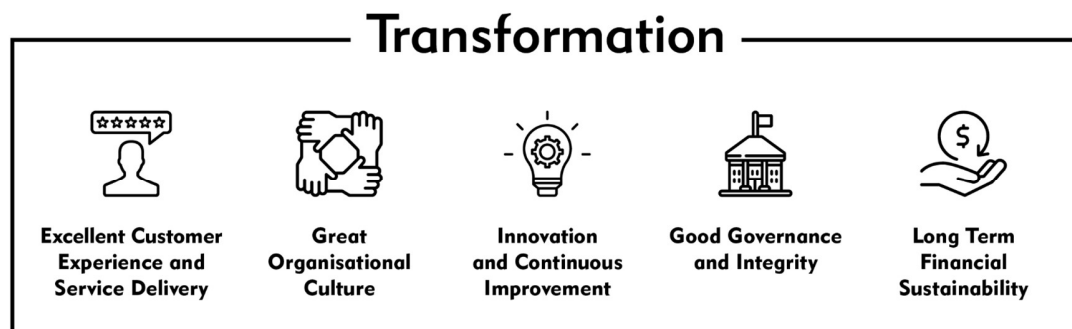 Transformation
Excellent Customer
Experience and
Service Delivery
Great
Organisational
Culture
Innovation
and Continuous
Improvement
Good Governance
and Integrity
$
Long Term
Financial
Sustainability